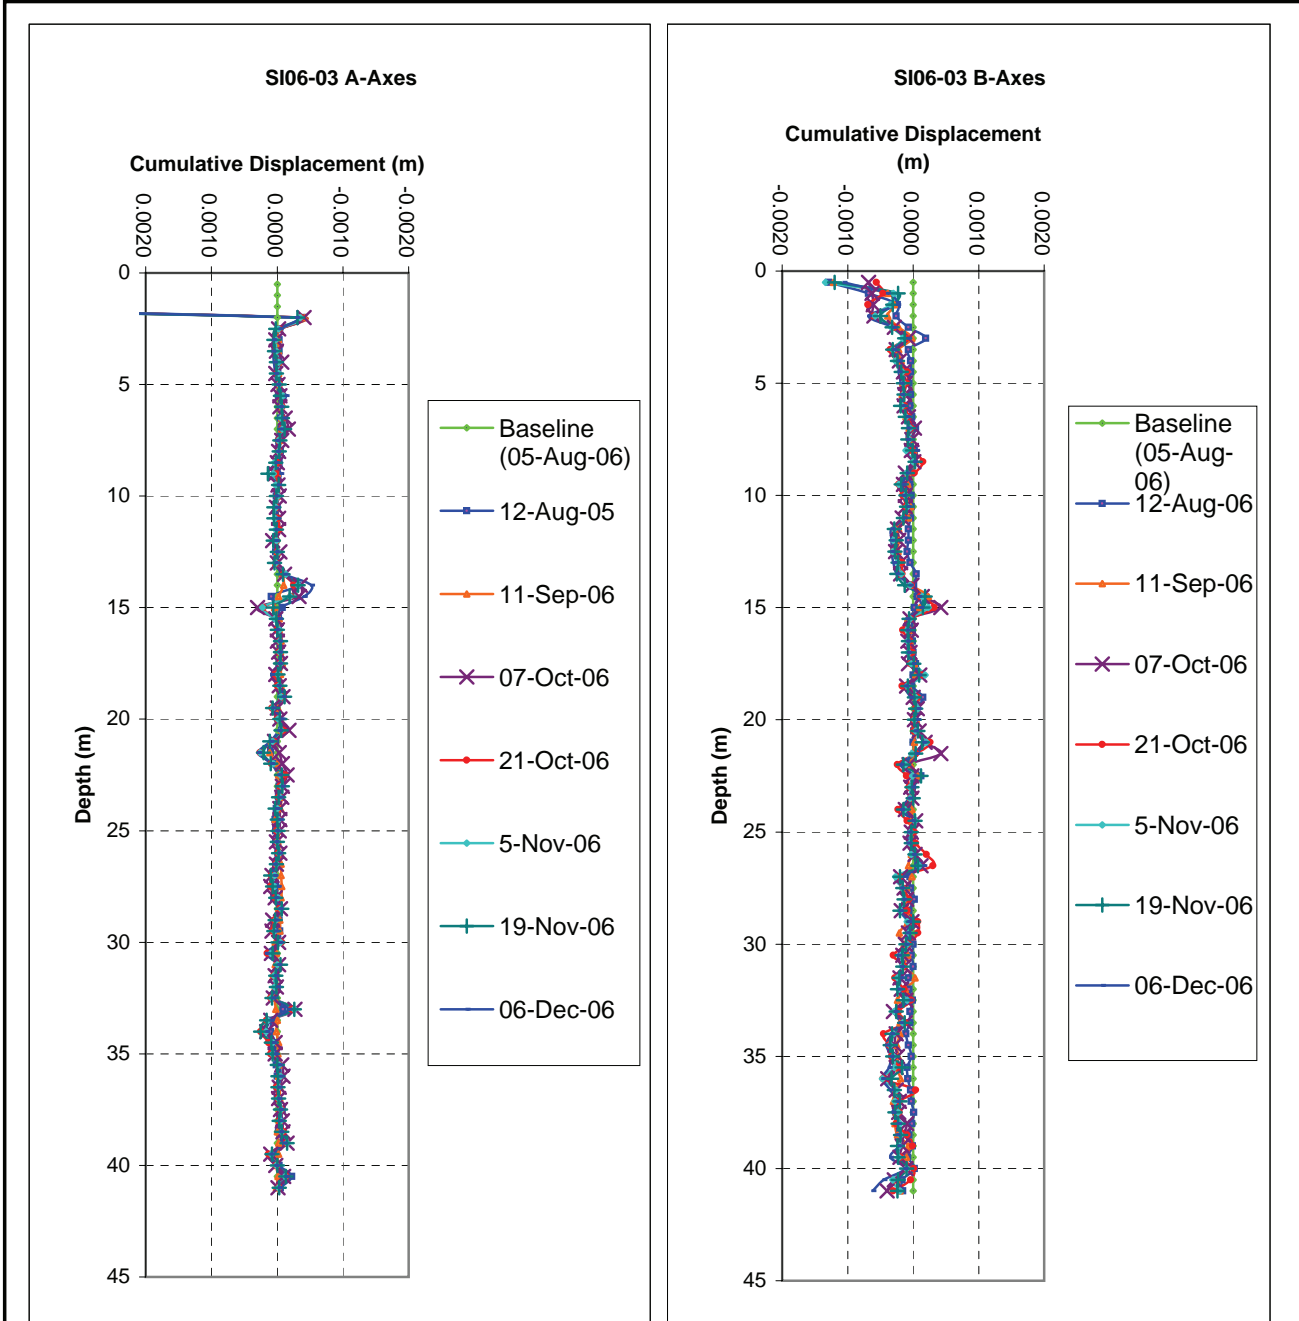 SI06-03 A-Axes
Cumulative Displacement (m)
0.0020
0.0010
0.0000
-0.0010
-0.0020
0
5
10
15
20
25
30
35
40
45
Depth (m)
Baseline
(05-Aug-06)
12-Aug-05
11-Sep-06
07-Oct-06
21-Oct-06
5-Nov-06
19-Nov-06
06-Dec-06
SI06-03 B-Axes
Cumulative Displacement
(m)
-0.0020
-0.0010
0.0000
0.0010
0.0020
0
5
10
15
20
25
30
35
40
45
Depth (m)
Baseline
(05-Aug-
06)
12-Aug-06
11-Sep-06
07-Oct-06
21-Oct-06
5-Nov-06
19-Nov-06
06-Dec-06